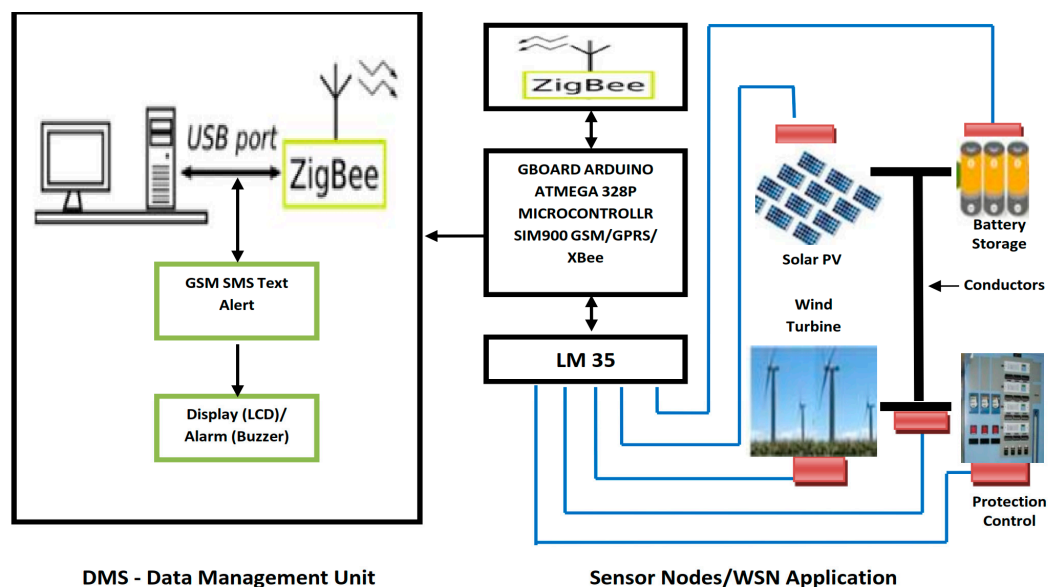 USB port
ZigBee
GSM SMS Text
Alert
Display (LCD)/
Alarm (Buzzer)
DMS - Data Management Unit
ZigBee
GBOARD ARDUINO
ATMEGA 328P
MICROCONTROLLR
SIM900 GSM/GPRS/
XBee
LM 35
Solar PV
Wind
Turbine
Battery
Storage
Conductors
Protection
Control
Sensor Nodes/WSN Application